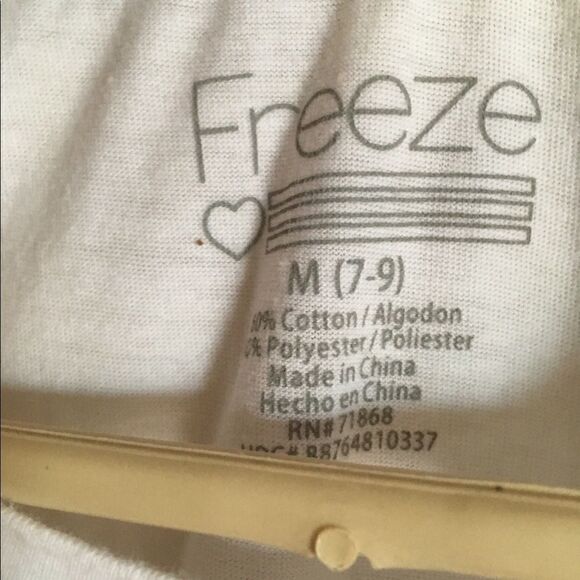 Freeze
M (7-9)
Cotton / Algodon
Polyester / Poliester
Made in China
Hecho en China
RN# 71868